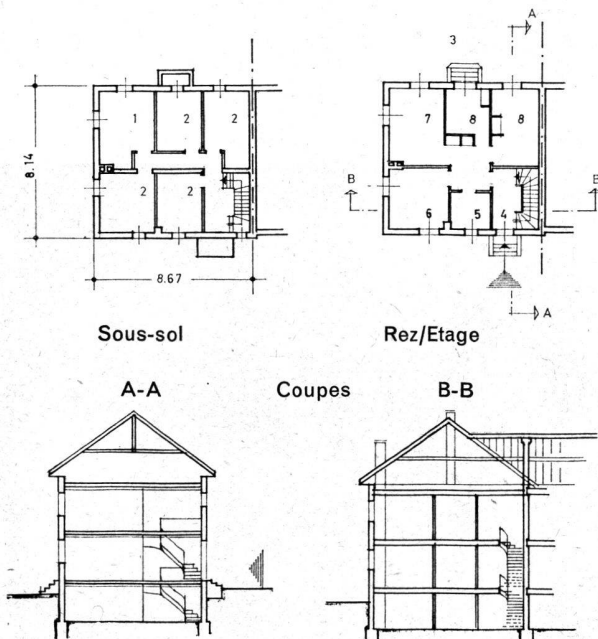 A
3
1 2 2
7 8 8
8.14
B B
2 2
6 5 4
8.67
A
Sous-sol Rez/Etage
A-A Coupes B-B